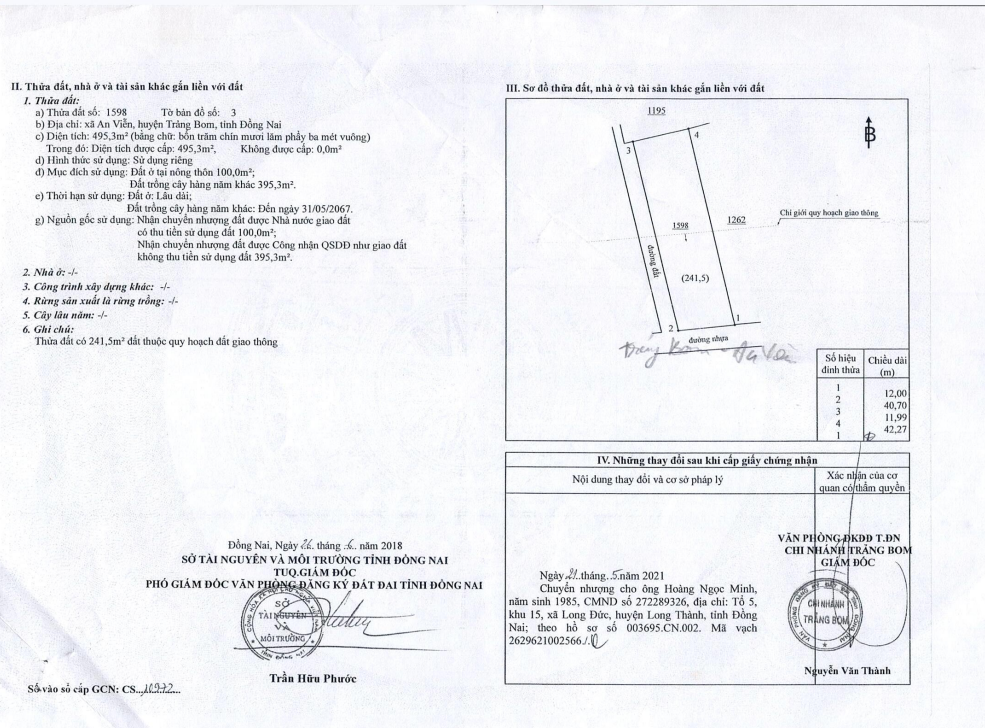 II. Thửa đất, nhà ở và tài sản khác gắn liền với đất
1. Thửa đất:
a) Thửa đất số: 1598 Tờ bản đồ số: 3
b) Địa chỉ: xã An Viễn, huyện Trảng Bom, tỉnh Đồng Nai
c) Diện tích: 495,3m² (bằng chữ: bốn trăm chín mươi lăm phẩy ba mét vuông)
Trong đó: Diện tích được cấp: 495,3m², Không được cấp: 0,0m²
d) Hình thức sử dụng: Sử dụng riêng
đ) Mục đích sử dụng: Đất ở tại nông thôn 100,0m²;
Đất trồng cây hàng năm khác 395,3m².
e) Thời hạn sử dụng: Đất ở: Lâu dài;
Đất trồng cây hàng năm khác: Đến ngày 31/05/2067.
g) Nguồn gốc sử dụng: Nhận chuyển nhượng đất được Nhà nước giao đất
có thu tiền sử dụng đất 100,0m²;
Nhận chuyển nhượng đất được Công nhận QSDĐ như giao đất
không thu tiền sử dụng đất 395,3m².
2. Nhà ở: -/-
3. Công trình xây dựng khác: -/-
4. Rừng sản xuất là rừng trồng: -/-
5. Cây lâu năm: -/-
6. Ghi chú:
Thửa đất có 241,5m² đất thuộc quy hoạch đất giao thông
Đồng Nai, Ngày 26. tháng .6.. năm 2018
SỞ TÀI NGUYÊN VÀ MÔI TRƯỜNG TỈNH ĐỒNG NAI
TUQ.GIÁM ĐỐC
PHÓ GIÁM ĐỐC VĂN PHÒNG ĐĂNG KÝ ĐẤT ĐAI TỈNH ĐỒNG NAI
SỞ
TÀI NGUYÊN
VÀ
MÔI TRƯỜNG
Trần Hữu Phước
Số vào sổ cấp GCN: CS...10972...
III. Sơ đồ thửa đất, nhà ở và tài sản khác gắn liền với đất
1195
B
3
4
Chỉ giới quy hoạch giao thông
1262
1598
đường đất
(241,5)
2
1
đường nhựa
Số hiệu đỉnh thửa
Chiều dài (m)
1
12,00
2
40,70
3
11,99
4
42,27
1
IV. Những thay đổi sau khi cấp giấy chứng nhận
Nội dung thay đổi và cơ sở pháp lý
Xác nhận của cơ quan có thẩm quyền
Ngày 21.tháng..5.năm 2021
Chuyển nhượng cho ông Hoàng Ngọc Minh,
năm sinh 1985, CMND số 272289326, địa chỉ: Tổ 5,
khu 15, xã Long Đức, huyện Long Thành, tỉnh Đồng
Nai; theo hồ sơ số 003695.CN.002. Mã vạch
2629621002566./.
VĂN PHÒNG ĐKĐĐ T.ĐN
CHI NHÁNH TRẢNG BOM
GIÁM ĐỐC
CHI NHÁNH
TRẢNG BOM
Nguyễn Văn Thành